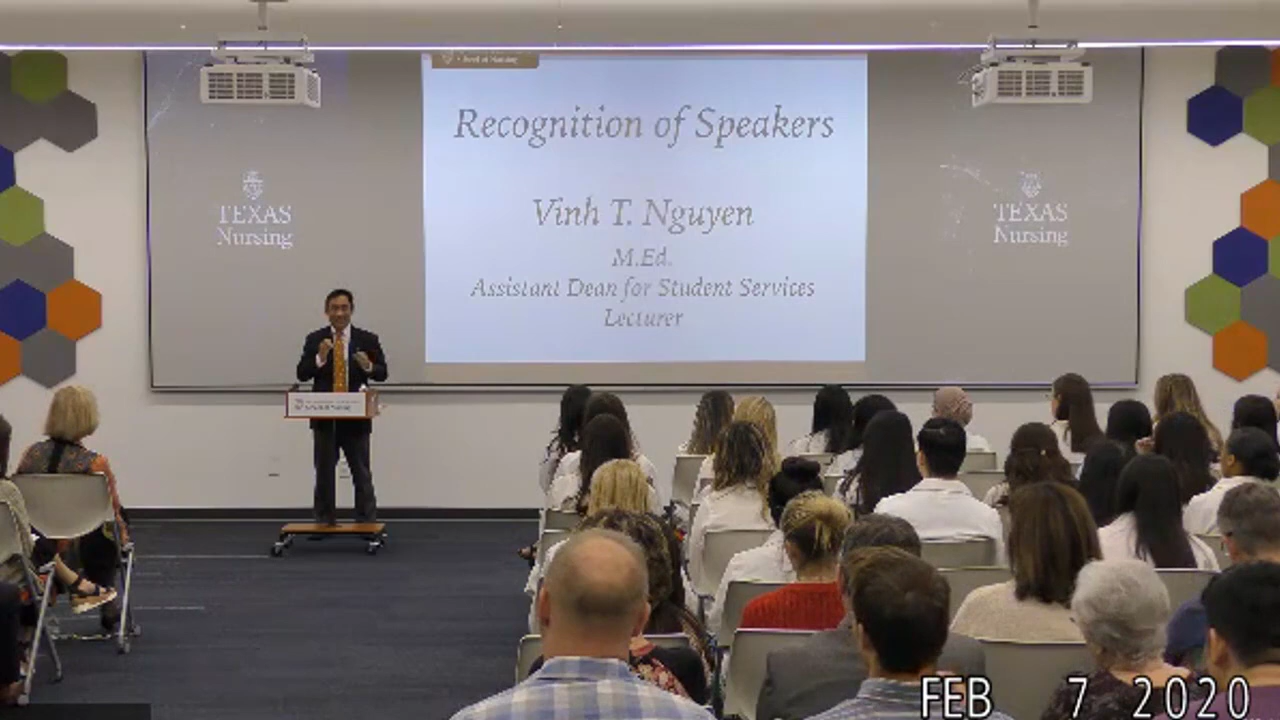 Recognition of Speakers
Vinh T. Nguyen
M.Ed.
Assistant Dean for Student Services
Lecturer
TEXAS
Nursing
TEXAS
Nursing
FEB 7 2020